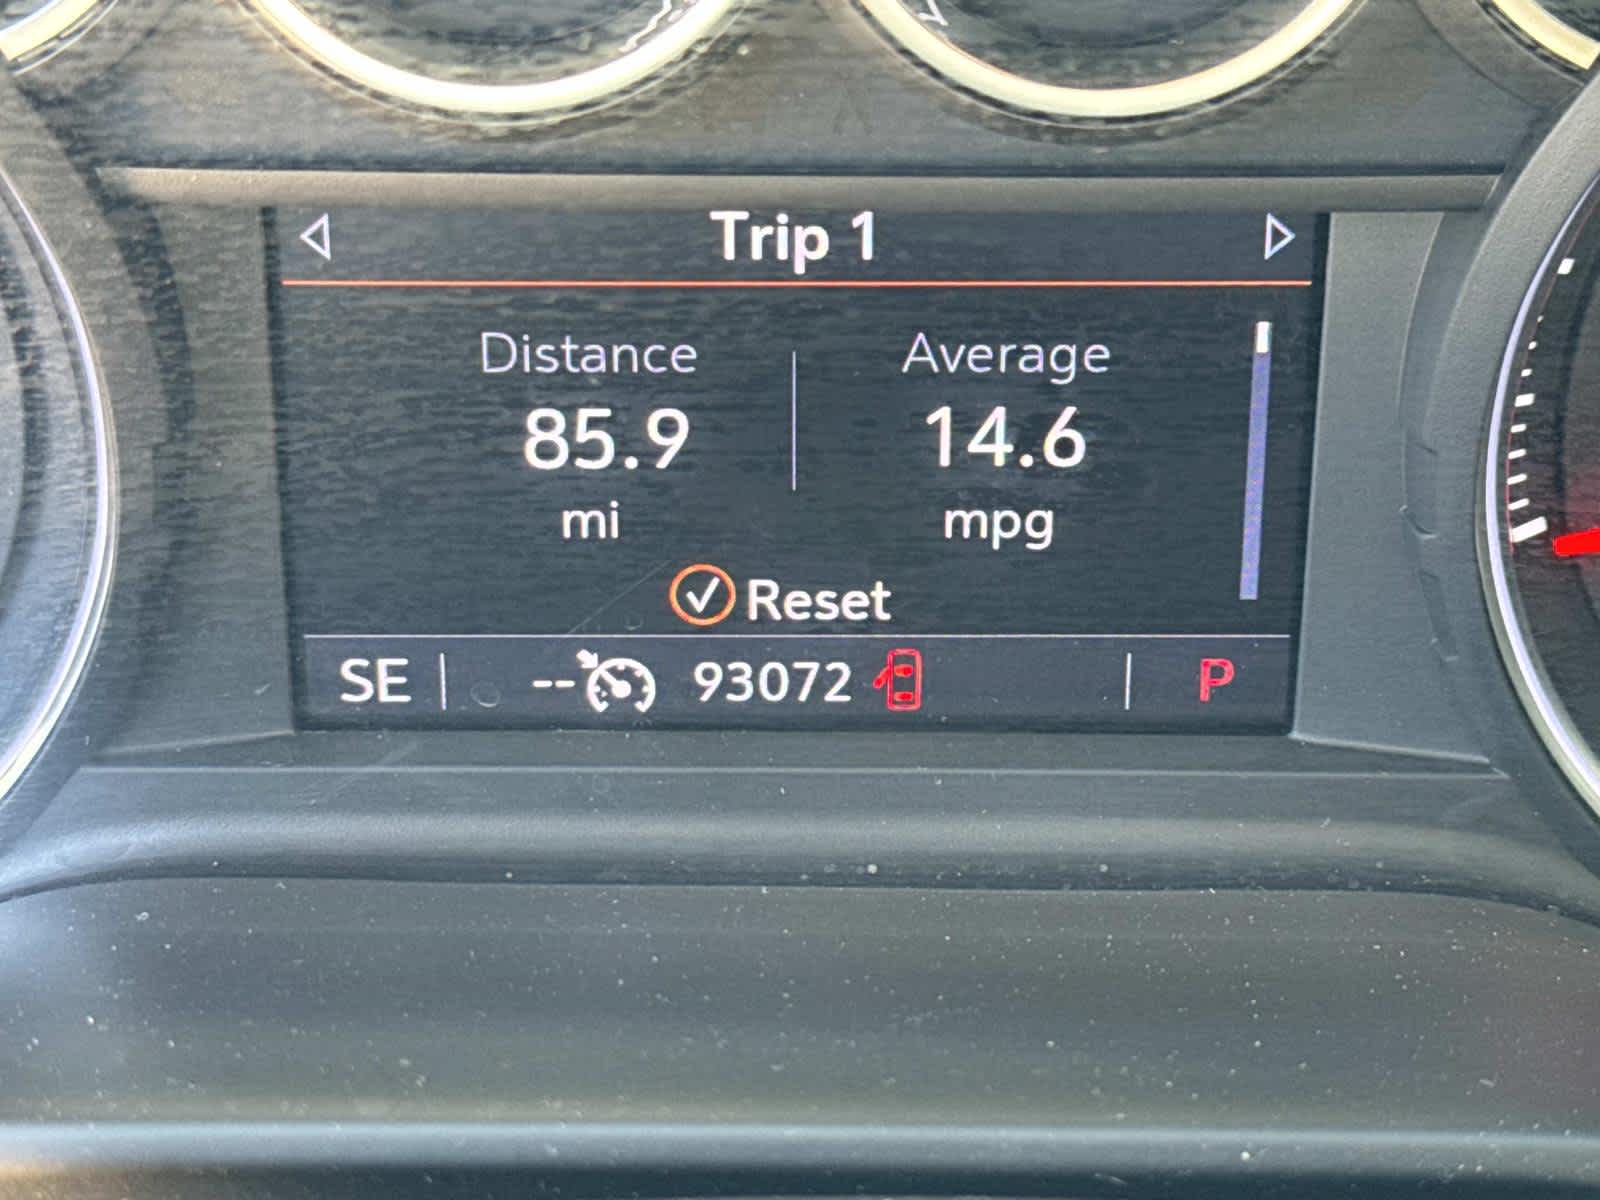 Trip 1
Distance Average
85.9 14.6
mi mpg
Reset
SE -- 93072 P